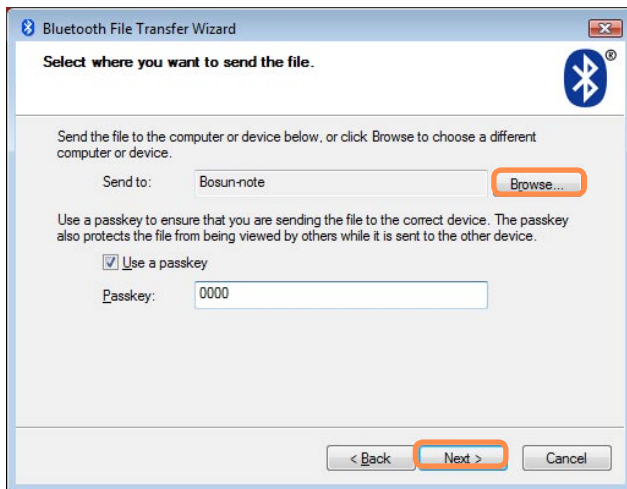 Bluetooth File Transfer Wizard
Select where you want to send the file.
®
Send the file to the computer or device below, or click Browse to choose a different
computer or device.
Send to: Bosun-note Browse...
Use a passkey to ensure that you are sending the file to the correct device. The passkey
also protects the file from being viewed by others while it is sent to the other device.
Use a passkey
Passkey: 0000
< Back Next > Cancel